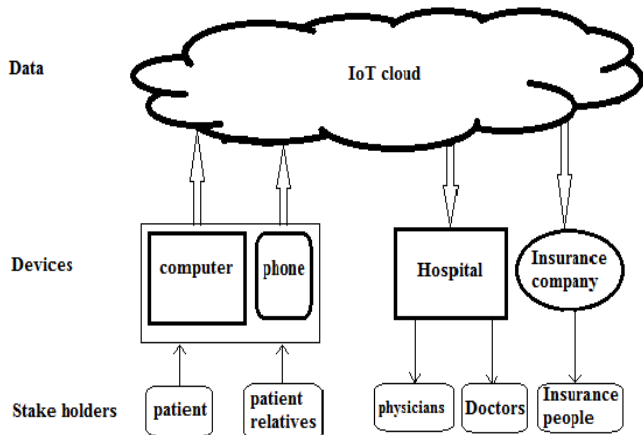 Data
IoT cloud
Devices
computer
phone
Hospital
Insurance
company
Stake holders
patient
patient
relatives
physicians
Doctors
Insurance
people